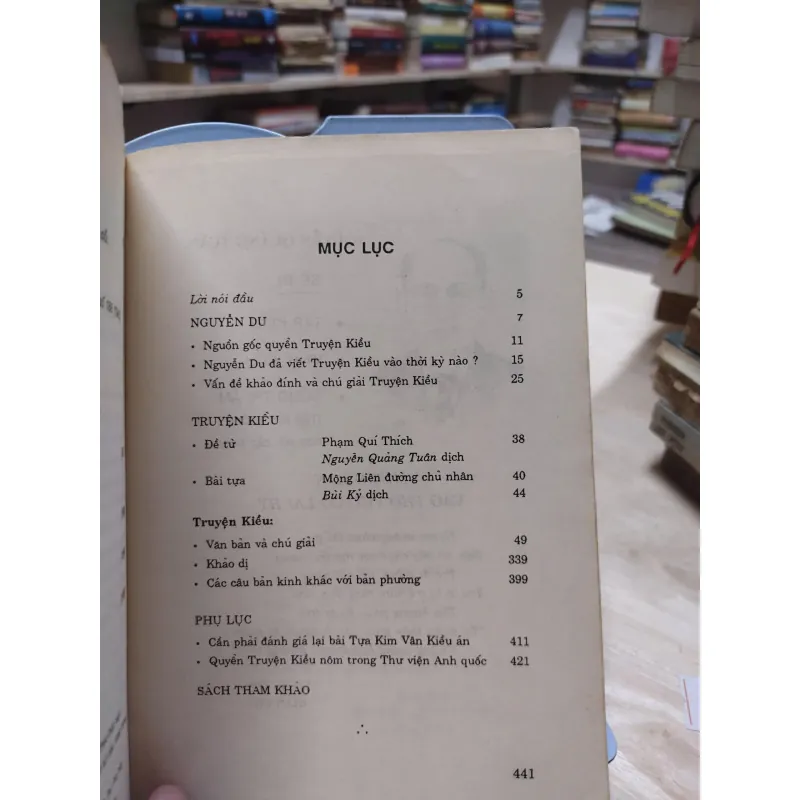 MỤC LỤC
Lời nói đầu 5
NGUYỄN DU 7
• Nguồn gốc quyển Truyện Kiều 11
• Nguyễn Du đã viết Truyện Kiều vào thời kỳ nào ? 15
• Vấn đề khảo đính và chú giải Truyện Kiều 25
TRUYỆN KIỀU
• Đề từ Phạm Quí Thích 38
Nguyễn Quảng Tuân dịch
• Bài tựa Mộng Liên đường chủ nhân 40
Bùi Kỷ dịch 44
Truyện Kiều:
• Văn bản và chú giải 49
• Khảo dị 339
• Các câu bản kinh khác với bản phường 399
PHỤ LỤC
• Cần phải đánh giá lại bài Tựa Kim Vân Kiều án 411
• Quyển Truyện Kiều nôm trong Thư viện Anh quốc 421
SÁCH THAM KHẢO
441